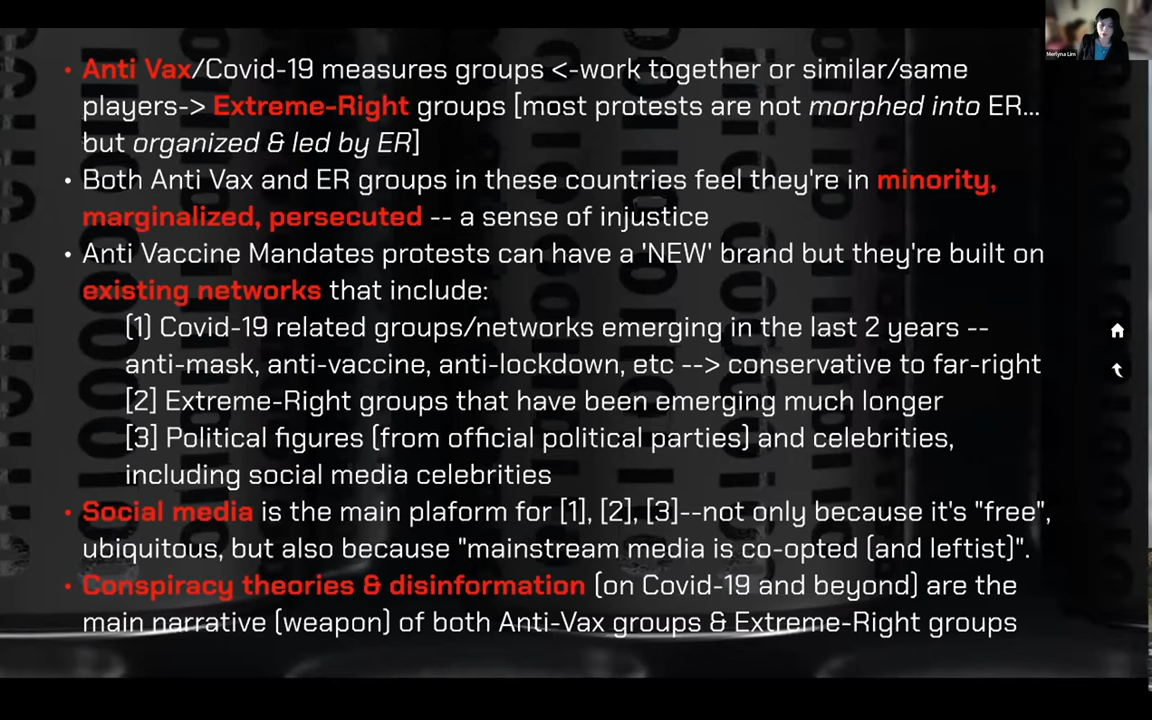 Merlyna Lim
• Anti Vax/Covid-19 measures groups <-work together or similar/same
players-> Extreme-Right groups [most protests are not morphed into ER...
but organized & led by ER]
• Both Anti Vax and ER groups in these countries feel they're in minority,
marginalized, persecuted -- a sense of injustice
• Anti Vaccine Mandates protests can have a 'NEW' brand but they're built on
existing networks that include:
[1] Covid-19 related groups/networks emerging in the last 2 years --
anti-mask, anti-vaccine, anti-lockdown, etc --> conservative to far-right
[2] Extreme-Right groups that have been emerging much longer
[3] Political figures (from official political parties) and celebrities,
including social media celebrities
• Social media is the main plaform for [1], [2], [3]--not only because it's "free",
ubiquitous, but also because "mainstream media is co-opted (and leftist)".
• Conspiracy theories & disinformation (on Covid-19 and beyond) are the
main narrative (weapon) of both Anti-Vax groups & Extreme-Right groups